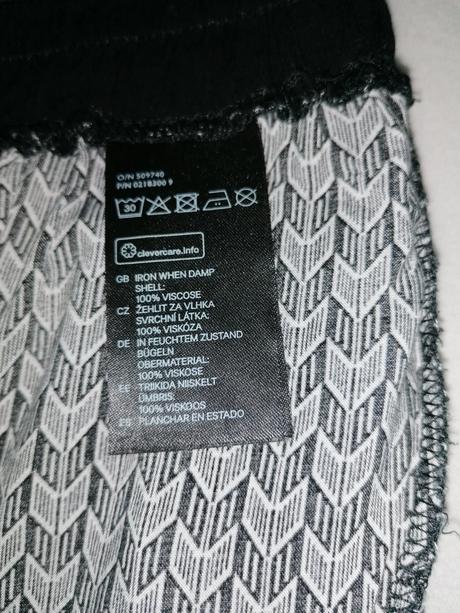 O/N 509740
P/N 0218300 9
30
clevercare.info
GB IRON WHEN DAMP
SHELL:
100% VISCOSE
CZ ŽEHLIT ZA VLHKA
SVRCHNÍ LÁTKA:
100% VISKÓZA
DE IN FEUCHTEM ZUSTAND
BÜGELN
OBERMATERIAL:
100% VISKOSE
EE TRIIKIDA NIISKELT
ÜMBRIS:
100% VISKOOS
ES PLANCHAR EN ESTADO